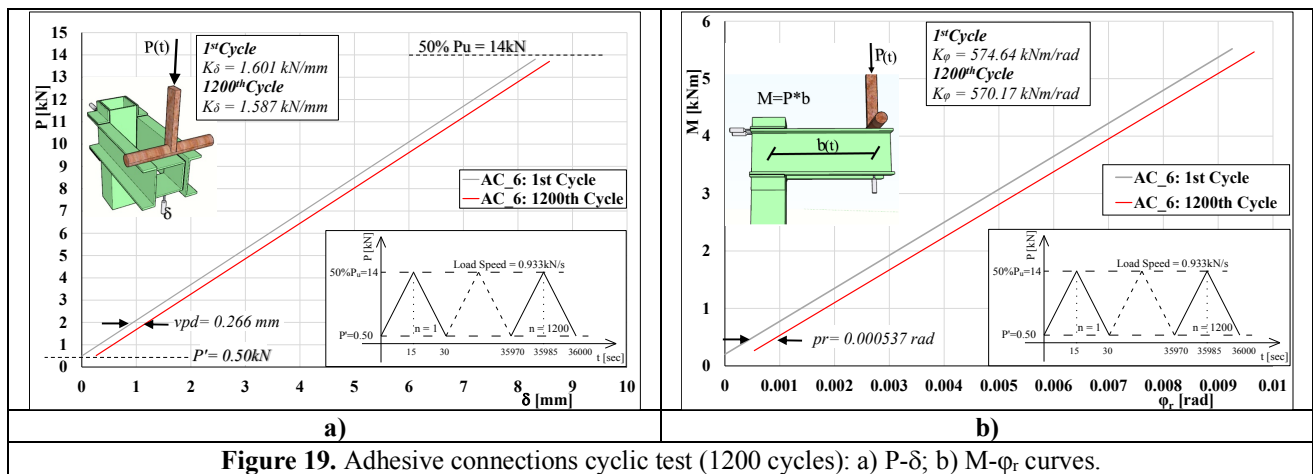 P(t)
1stCycle
Kδ = 1.601 kN/mm
1200thCycle
Kδ = 1.587 kN/mm
50% Pu = 14kN
P [kN]
15
14
13
12
11
10
9
8
7
6
5
4
3
2
1
0
δ
AC_6: 1st Cycle
AC_6: 1200th Cycle
P [kN]
Load Speed = 0.933kN/s
50%Pu=14
P'=0.50
n = 1
n = 1200
15 30 35970 35985 36000
t [sec]
vpd= 0.266 mm
P'= 0.50kN
0 1 2 3 4 5 6 7 8 9 10
δ [mm]
a)
M [kNm]
6
5
4
3
2
1
0
1stCycle
Kφ = 574.64 kNm/rad
1200thCycle
Kφ = 570.17 kNm/rad
P(t)
M=P*b
b(t)
AC_6: 1st Cycle
AC_6: 1200th Cycle
P [kN]
Load Speed = 0.933kN/s
50%Pu=14
P'=0.50
n = 1
n = 1200
15 30 35970 35985 36000
t [sec]
pr= 0.000537 rad
0 0.001 0.002 0.003 0.004 0.005 0.006 0.007 0.008 0.009 0.01
φr [rad]
b)
Figure 19. Adhesive connections cyclic test (1200 cycles): a) P-δ; b) M-φr curves.